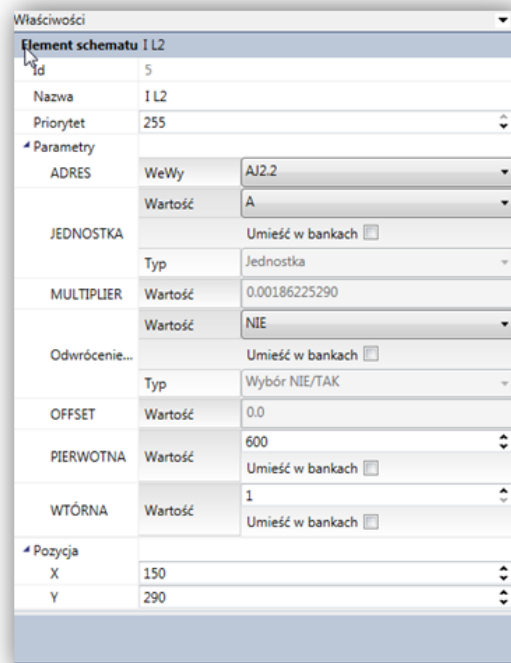 Właściwości
Element schematu I L2
Id 5
Nazwa I L2
Priorytet 255
Parametry
ADRES WeWy AJ2.2
Wartość A
JEDNOSTKA Umieść w bankach
Typ Jednostka
MULTIPLIER Wartość 0.00186225290
Wartość NIE
Odwrócenie... Umieść w bankach
Typ Wybór NIE/TAK
OFFSET Wartość 0.0
PIERWOTNA Wartość 600
Umieść w bankach
WTÓRNA Wartość 1
Umieść w bankach
Pozycja
X 150
Y 290